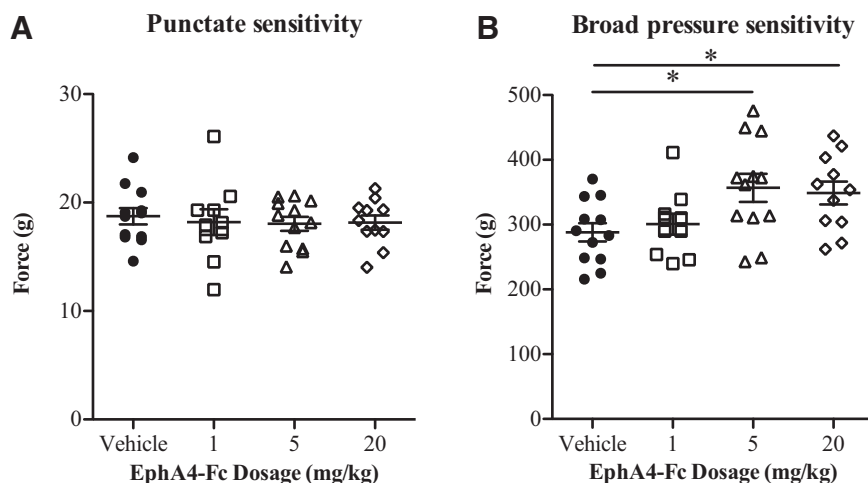 A
Punctate sensitivity
Force (g)
30
20
10
0
Vehicle 1 5 20
EphA4-Fc Dosage (mg/kg)
B
Broad pressure sensitivity
*
*
Force (g)
500
400
300
200
100
0
Vehicle 1 5 20
EphA4-Fc Dosage (mg/kg)